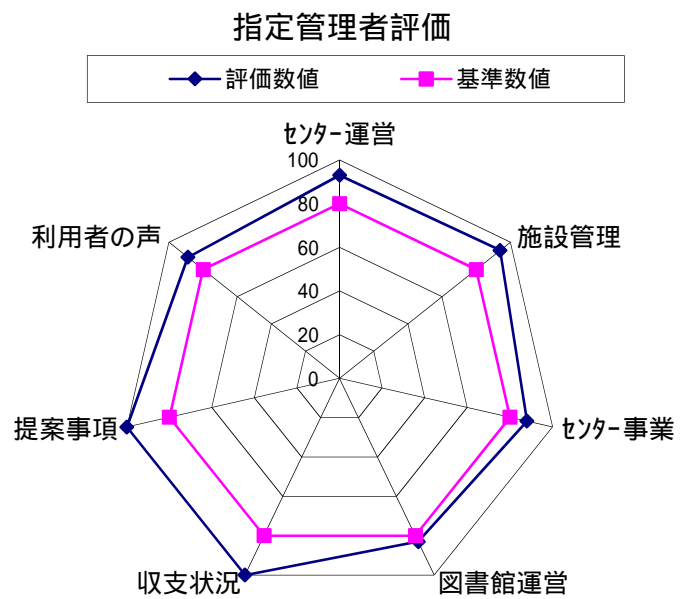 指定管理者評価
評価数値 基準数値
ｾﾝﾀｰ運営
100
80
60
40
20
0
施設管理
ｾﾝﾀｰ事業
図書館運営
収支状況
提案事項
利用者の声